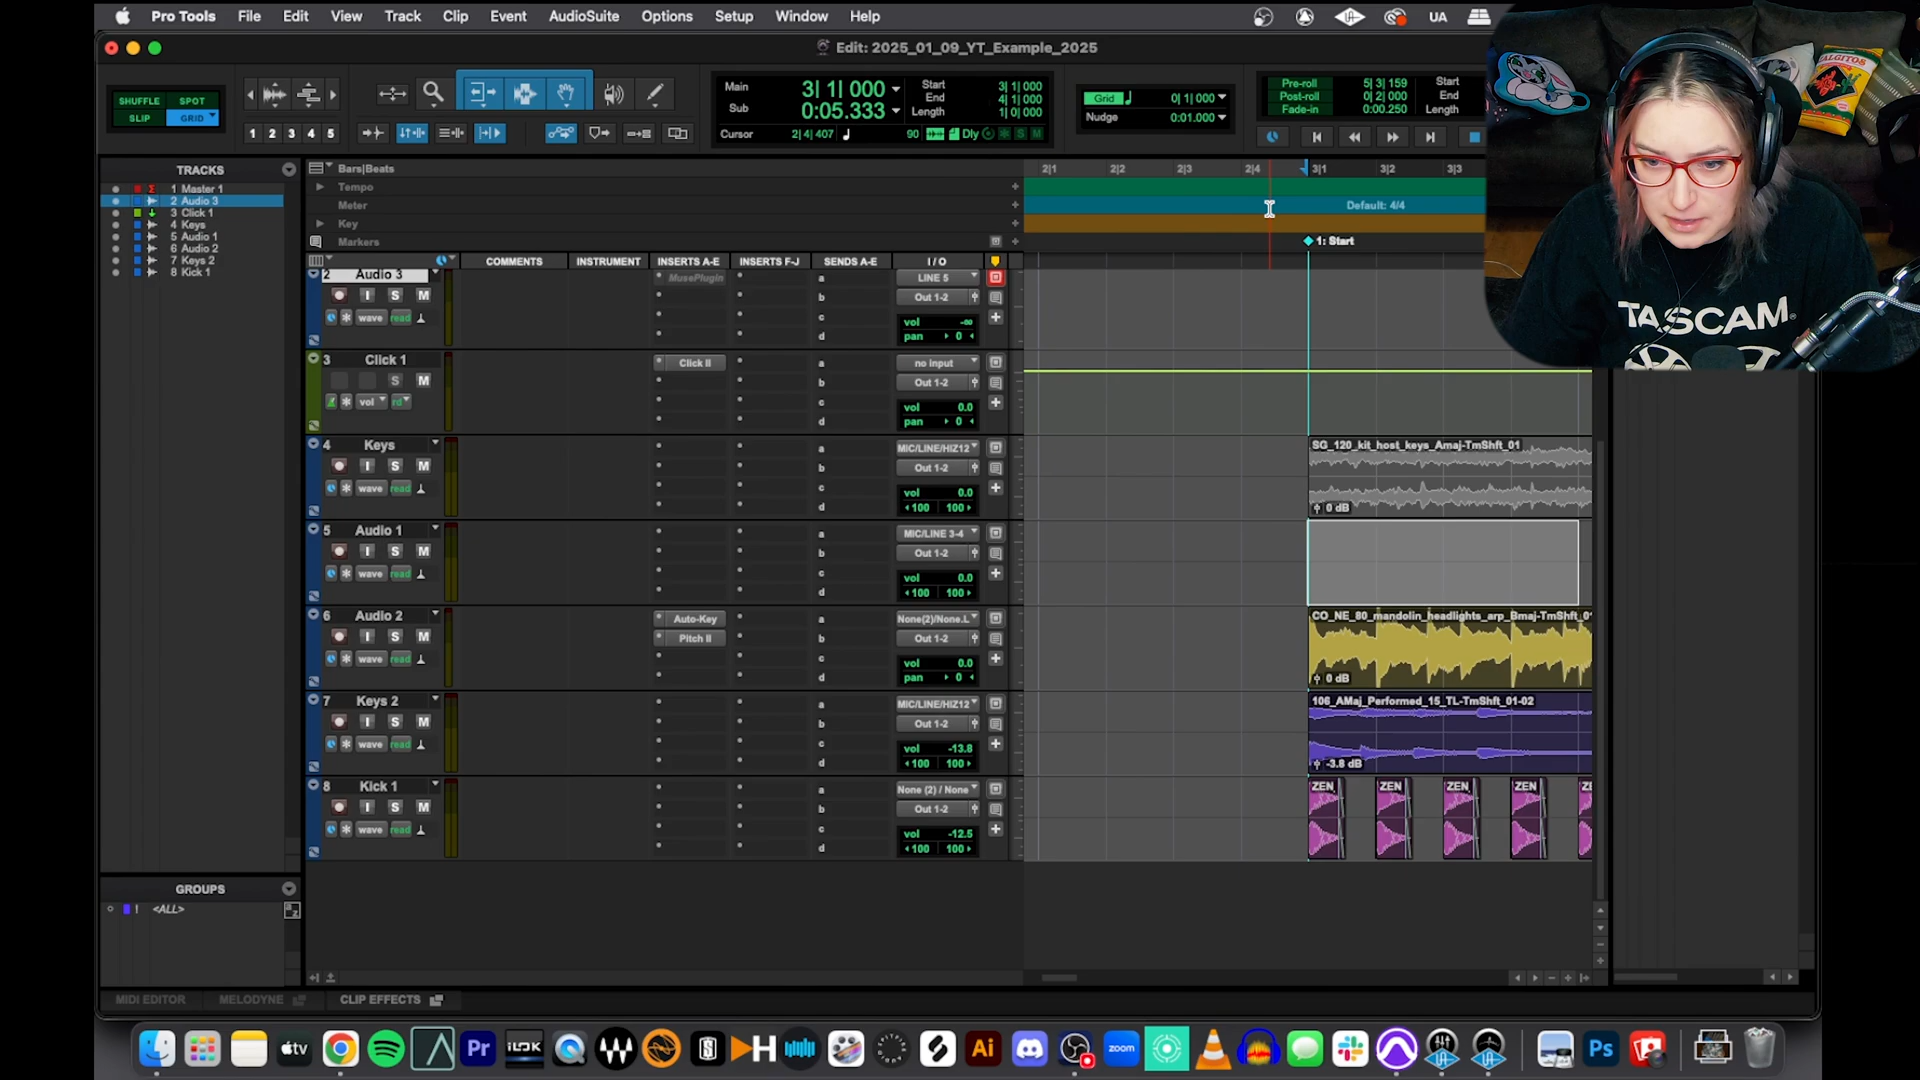 Pro Tools File Edit View Track Clip Event AudioSuite Options Setup Window Help UA
Edit: 2025_01_09_YT_Example_2025
SHUFFLE SPOT
SLIP GRID
1 2 3 4 5
Main 3| 1| 000
Sub 0:05.333
Start 3| 1| 000
End 4| 1| 000
Length 1| 0| 000
Cursor 2| 4| 407 90 Dly S M
Grid 0| 1| 000
Nudge 0:01.000
Pre-roll 5| 3| 159
Post-roll 0| 2| 000
Fade-in 0:00.250
Start
End
Length
TRACKS
1 Master 1
2 Audio 3
3 Click 1
4 Keys
5 Audio 1
6 Audio 2
7 Keys 2
8 Kick 1
Bars|Beats 2|1 2|2 2|3 2|4 3|1 3|2 3|3
Tempo
Meter Default: 4/4
Key
Markers 1: Start
COMMENTS INSTRUMENT INSERTS A-E INSERTS F-J SENDS A-E I / O
2 Audio 3 MusePlugin a LINE 5
I S M b Out 1-2
wave read c vol -∞
d pan 0
3 Click 1 Click II a no input
S M b Out 1-2
vol rd c vol 0.0
d pan 0
4 Keys a MIC/LINE/HIZ12 SG_120_kit_host_keys_Amaj-TmShft_01
I S M b Out 1-2
wave read c vol 0.0
d 100 100 0 dB
5 Audio 1 a MIC/LINE 3-4
I S M b Out 1-2
wave read c vol 0.0
d 100 100
6 Audio 2 Auto-Key a None(2)/None.L CO_NE_80_mandolin_headlights_arp_Bmaj-TmShft_0
I S M Pitch II b Out 1-2
wave read c vol 0.0
d pan 0 0 dB
7 Keys 2 a MIC/LINE/HIZ12 106_AMaj_Performed_15_TL-TmShft_01-02
I S M b Out 1-2
wave read c vol -13.8
d 100 100 -3.8 dB
8 Kick 1 a None (2) / None ZEN ZEN ZEN ZEN ZE
I S M b Out 1-2
wave read c vol -12.5
d 100 100
GROUPS
! <ALL>
MIDI EDITOR MELODYNE CLIP EFFECTS
tv Pr iLOK H Ai zoom Ps
TASCAM